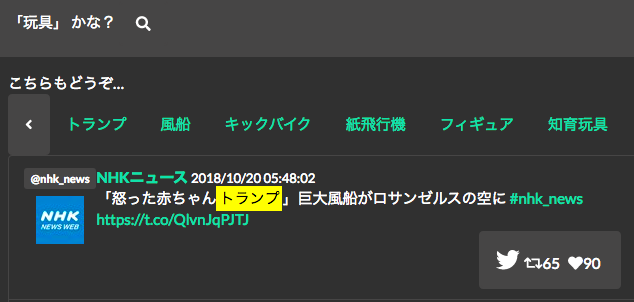 「玩具」 かな？
こちらもどうぞ...
トランプ 風船 キックバイク 紙飛行機 フィギュア 知育玩具
@nhk_news NHKニュース 2018/10/20 05:48:02
「怒った赤ちゃんトランプ」巨大風船がロサンゼルスの空に #nhk_news
https://t.co/QlvnJqPJTJ
NHK
NEWS WEB
65 90